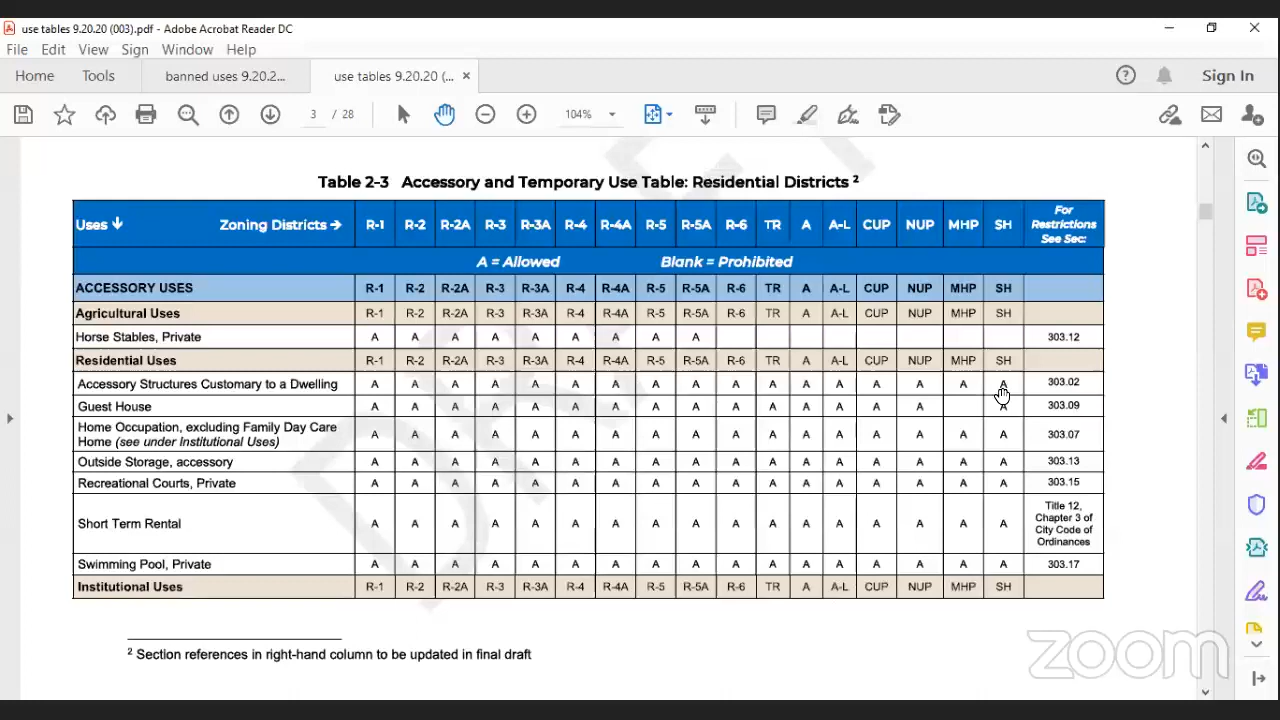 use tables 9.20.20 (003).pdf - Adobe Acrobat Reader DC
File Edit View Sign Window Help
Home Tools banned uses 9.20.2... use tables 9.20.20 (... × Sign In
3 / 28 104%
DRAFT
Table 2-3 Accessory and Temporary Use Table: Residential Districts 2
Uses ↓ Zoning Districts → R-1 R-2 R-2A R-3 R-3A R-4 R-4A R-5 R-5A R-6 TR A A-L CUP NUP MHP SH For Restrictions See Sec:
A = Allowed Blank = Prohibited
ACCESSORY USES R-1 R-2 R-2A R-3 R-3A R-4 R-4A R-5 R-5A R-6 TR A A-L CUP NUP MHP SH
Agricultural Uses R-1 R-2 R-2A R-3 R-3A R-4 R-4A R-5 R-5A R-6 TR A A-L CUP NUP MHP SH
Horse Stables, Private A A A A A A A A A 303.12
Residential Uses R-1 R-2 R-2A R-3 R-3A R-4 R-4A R-5 R-5A R-6 TR A A-L CUP NUP MHP SH
Accessory Structures Customary to a Dwelling A A A A A A A A A A A A A A A A A 303.02
Guest House A A A A A A A A A A A A A A A A 303.09
Home Occupation, excluding Family Day Care
Home (see under Institutional Uses) A A A A A A A A A A A A A A A A A 303.07
Outside Storage, accessory A A A A A A A A A A A A A A A A A 303.13
Recreational Courts, Private A A A A A A A A A A A A A A A A A 303.15
Short Term Rental A A A A A A A A A A A A A A A A A Title 12,
Chapter 3 of
City Code of
Ordinances
Swimming Pool, Private A A A A A A A A A A A A A A A A A 303.17
Institutional Uses R-1 R-2 R-2A R-3 R-3A R-4 R-4A R-5 R-5A R-6 TR A A-L CUP NUP MHP SH
2 Section references in right-hand column to be updated in final draft
zoom